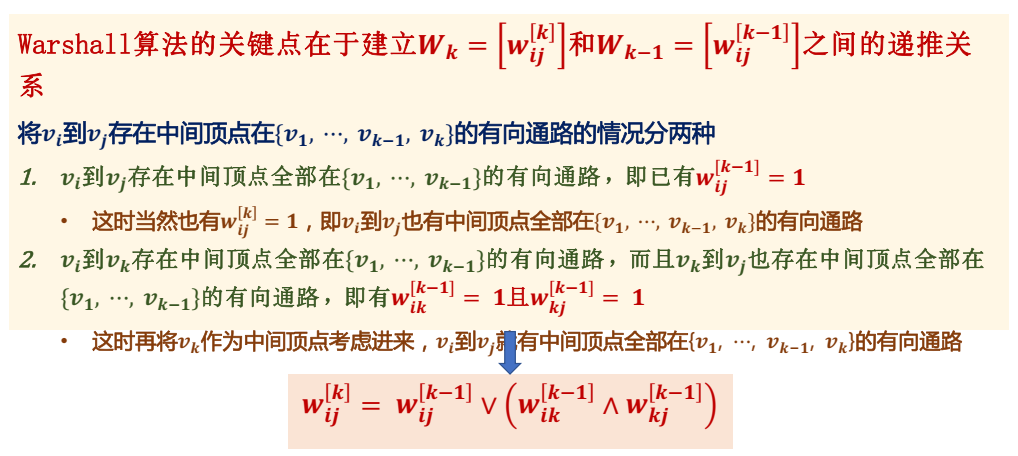 Warshall算法的关键点在于建立$W_k = \left[w_{ij}^{[k]}\right]$和$W_{k-1} = \left[w_{ij}^{[k-1]}\right]$之间的递推关
系
将$v_i$到$v_j$存在中间顶点在{$v_1$, ⋯, $v_{k-1}$, $v_k$}的有向通路的情况分两种
1. $v_i$到$v_j$存在中间顶点全部在{$v_1$, ⋯, $v_{k-1}$}的有向通路，即已有$w_{ij}^{[k-1]} = 1$
• 这时当然也有$w_{ij}^{[k]} = 1$，即$v_i$到$v_j$也有中间顶点全部在{$v_1$, ⋯, $v_{k-1}$, $v_k$}的有向通路
2. $v_i$到$v_k$存在中间顶点全部在{$v_1$, ⋯, $v_{k-1}$}的有向通路，而且$v_k$到$v_j$也存在中间顶点全部在
{$v_1$, ⋯, $v_{k-1}$}的有向通路，即有$w_{ik}^{[k-1]} = 1$且$w_{kj}^{[k-1]} = 1$
• 这时再将$v_k$作为中间顶点考虑进来，$v_i$到$v_j$就有中间顶点全部在{$v_1$, ⋯, $v_{k-1}$, $v_k$}的有向通路
$w_{ij}^{[k]} = w_{ij}^{[k-1]} \vee \left(w_{ik}^{[k-1]} \wedge w_{kj}^{[k-1]}\right)$